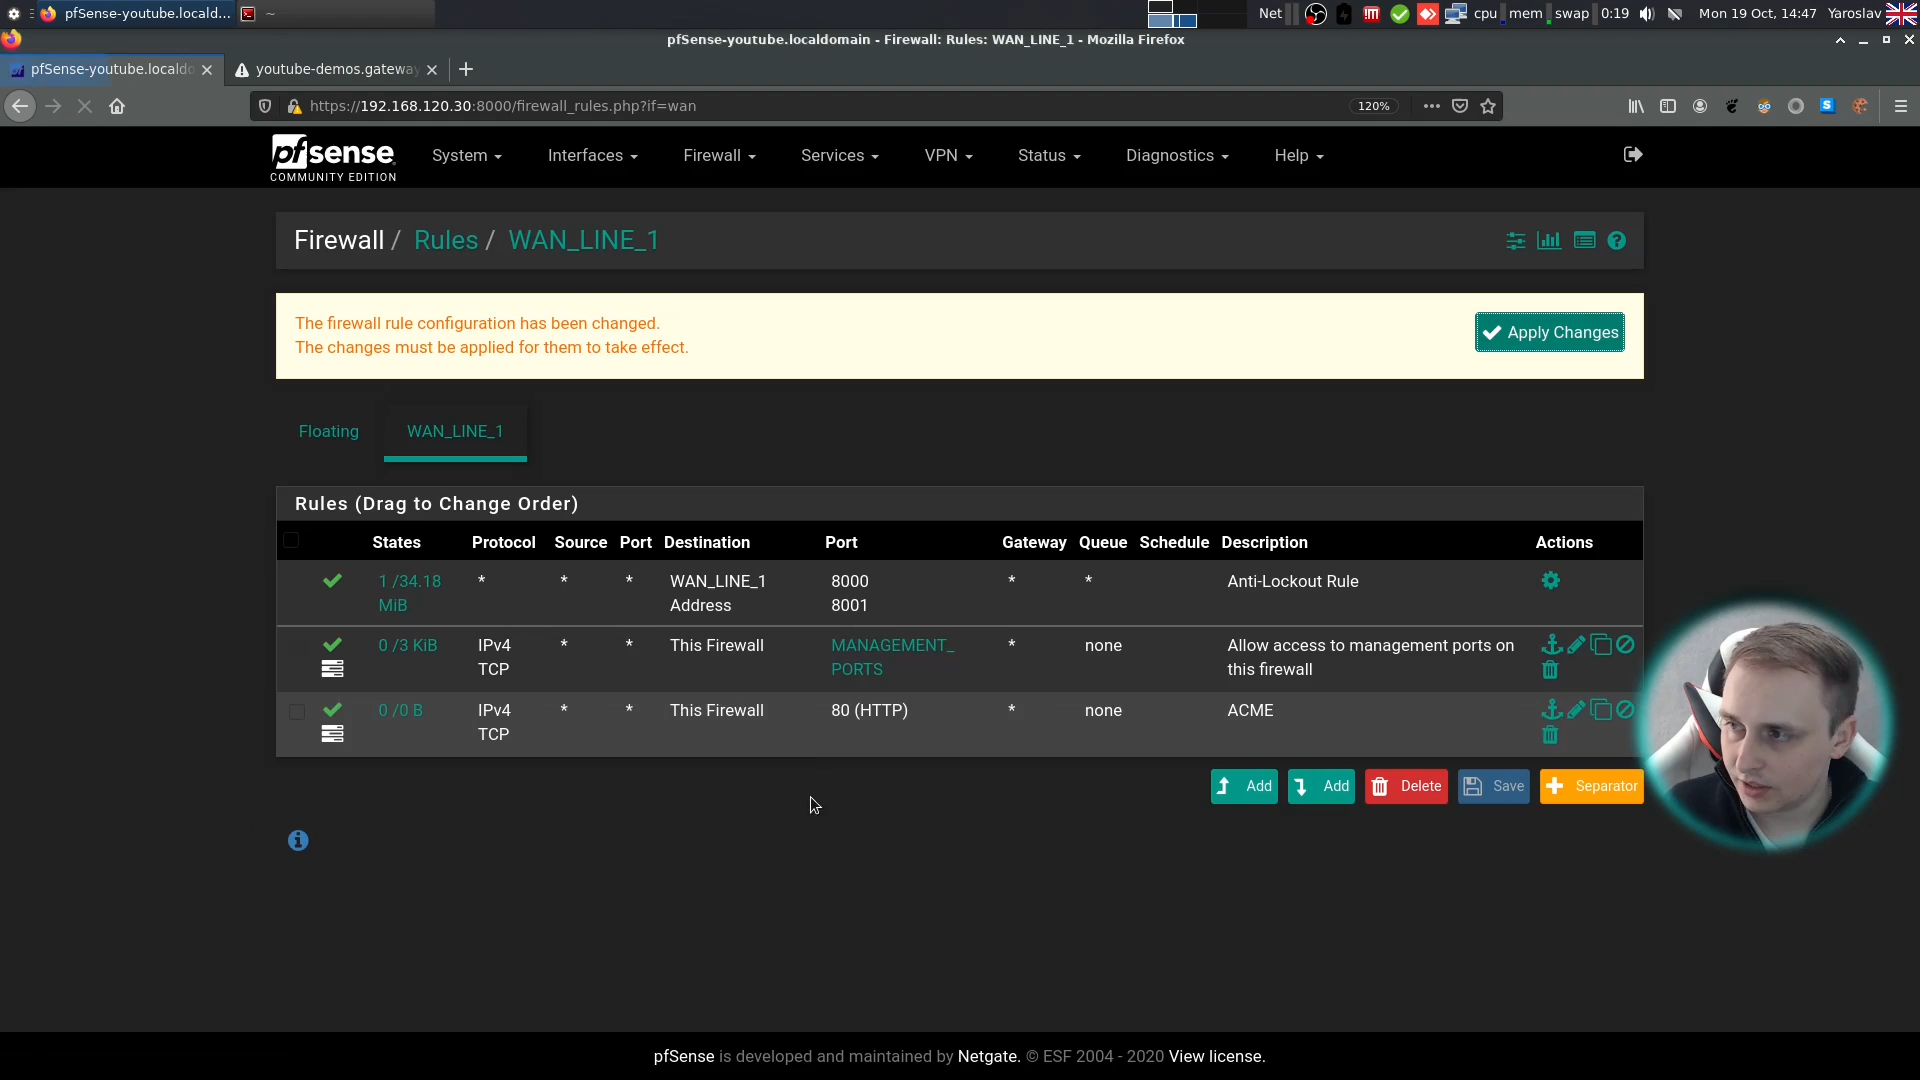 pfSense-youtube.locald...
~
Net
cpu
mem
swap
0:19
Mon 19 Oct, 14:47
Yaroslav
pfSense-youtube.localdomain - Firewall: Rules: WAN_LINE_1 - Mozilla Firefox
pfSense-youtube.localdo
youtube-demos.gateway
https://192.168.120.30:8000/firewall_rules.php?if=wan
120%
pfsense
COMMUNITY EDITION
System
Interfaces
Firewall
Services
VPN
Status
Diagnostics
Help
Firewall / Rules / WAN_LINE_1
The firewall rule configuration has been changed.
The changes must be applied for them to take effect.
Apply Changes
Floating
WAN_LINE_1
Rules (Drag to Change Order)
States Protocol Source Port Destination Port Gateway Queue Schedule Description Actions
1 /34.18 MiB * * * WAN_LINE_1 Address 8000 8001 * * Anti-Lockout Rule
0 /3 KiB IPv4 TCP * * This Firewall MANAGEMENT_PORTS * none Allow access to management ports on this firewall
0 /0 B IPv4 TCP * * This Firewall 80 (HTTP) * none ACME
Add
Add
Delete
Save
Separator
pfSense is developed and maintained by Netgate. © ESF 2004 - 2020 View license.